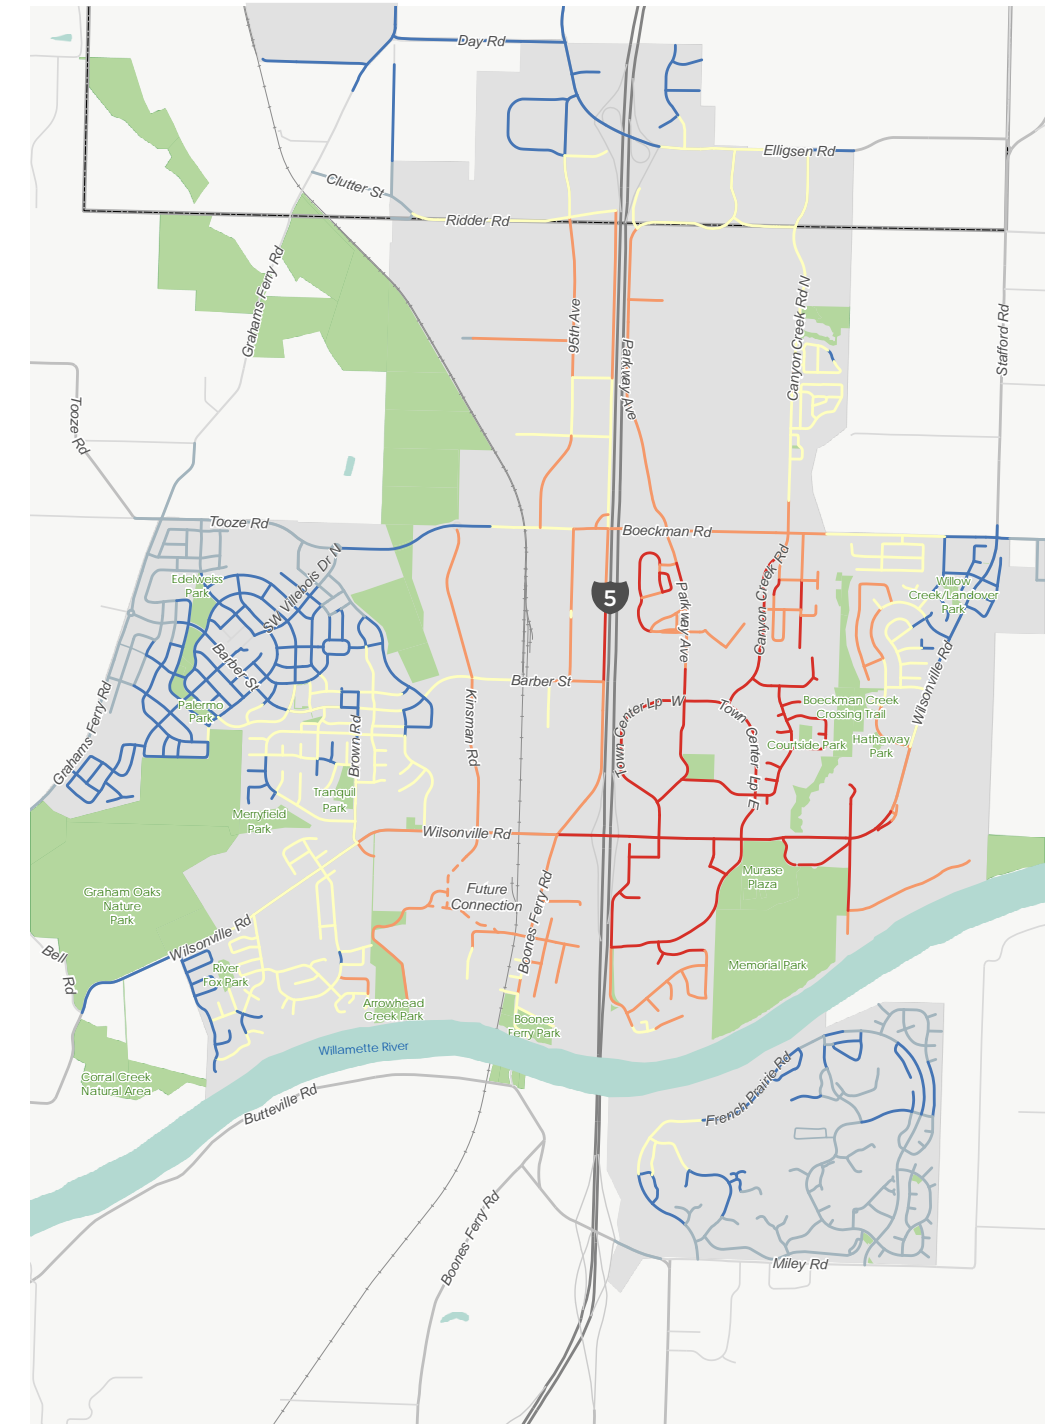 Day Rd
Elligsen Rd
Clutter St
Ridder Rd
Grahams Ferry Rd
95th Ave
Parkway Ave
Canyon Creek Rd N
Stafford Rd
Tooze Rd
Tooze Rd
Boeckman Rd
SW Villebois Dr N
Edelweiss
Park
Canyon Creek Rd
Parkway Ave
5
Willow
Creek/Landover
Park
Barber St
Barber St
Palermo
Park
Grahams Ferry Rd
Brown Rd
Kinsman Rd
Town Center Lp W
Town Center Lp E
Boeckman Creek
Crossing Trail
Wilsonville Rd
Courtside Park
Hathaway
Park
Tranquil
Park
Merryfield
Park
Wilsonville Rd
Graham Oaks
Nature
Park
Future
Connection
Boones Ferry Rd
Murase
Plaza
Wilsonville Rd
Bell Rd
River
Fox Park
Memorial Park
Arrowhead
Creek Park
Boones
Ferry Park
Willamette River
Corral Creek
Natural Area
Butteville Rd
French Prairie Rd
Boones Ferry Rd
Miley Rd